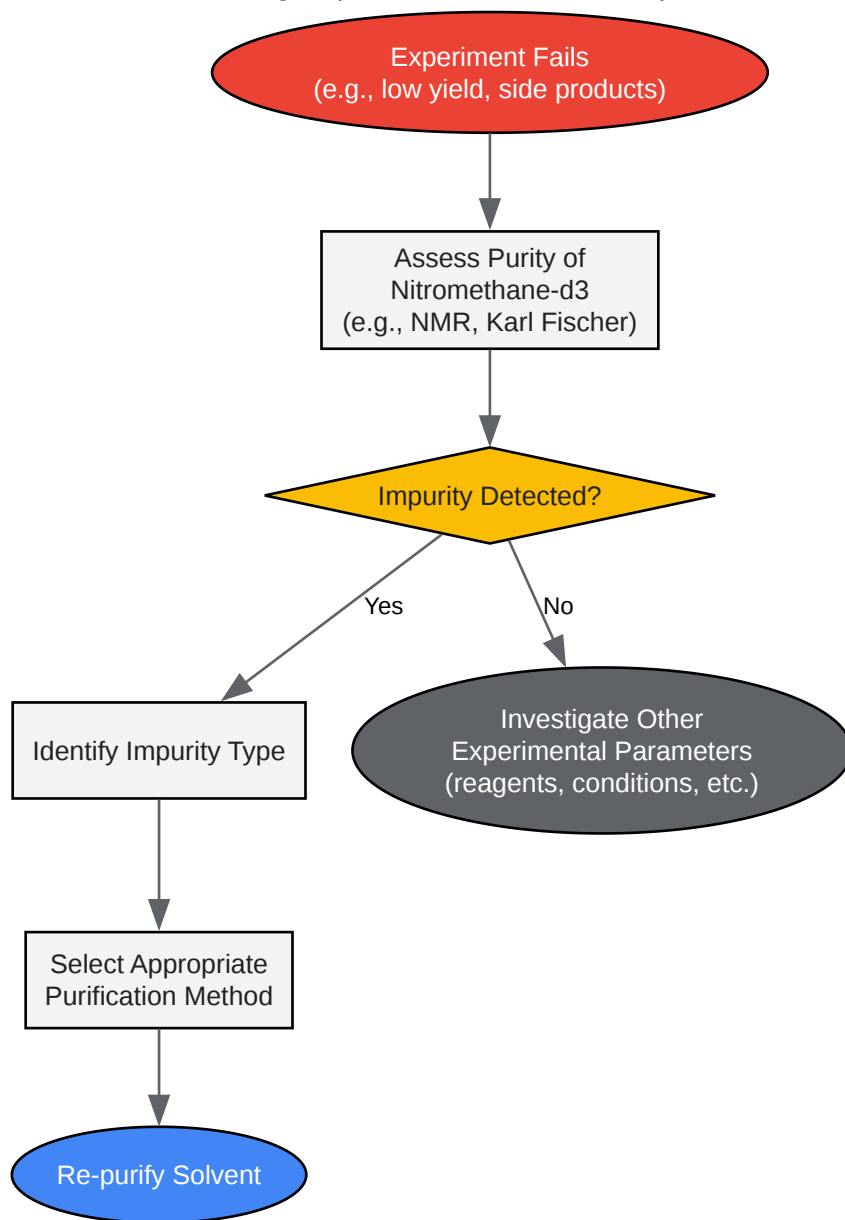 Experiment Fails
(e.g., low yield, side products)
Assess Purity of
Nitromethane-d3
(e.g., NMR, Karl Fischer)
Impurity Detected?
Yes
No
Identify Impurity Type
Investigate Other
Experimental Parameters
(reagents, conditions, etc.)
Select Appropriate
Purification Method
Re-purify Solvent